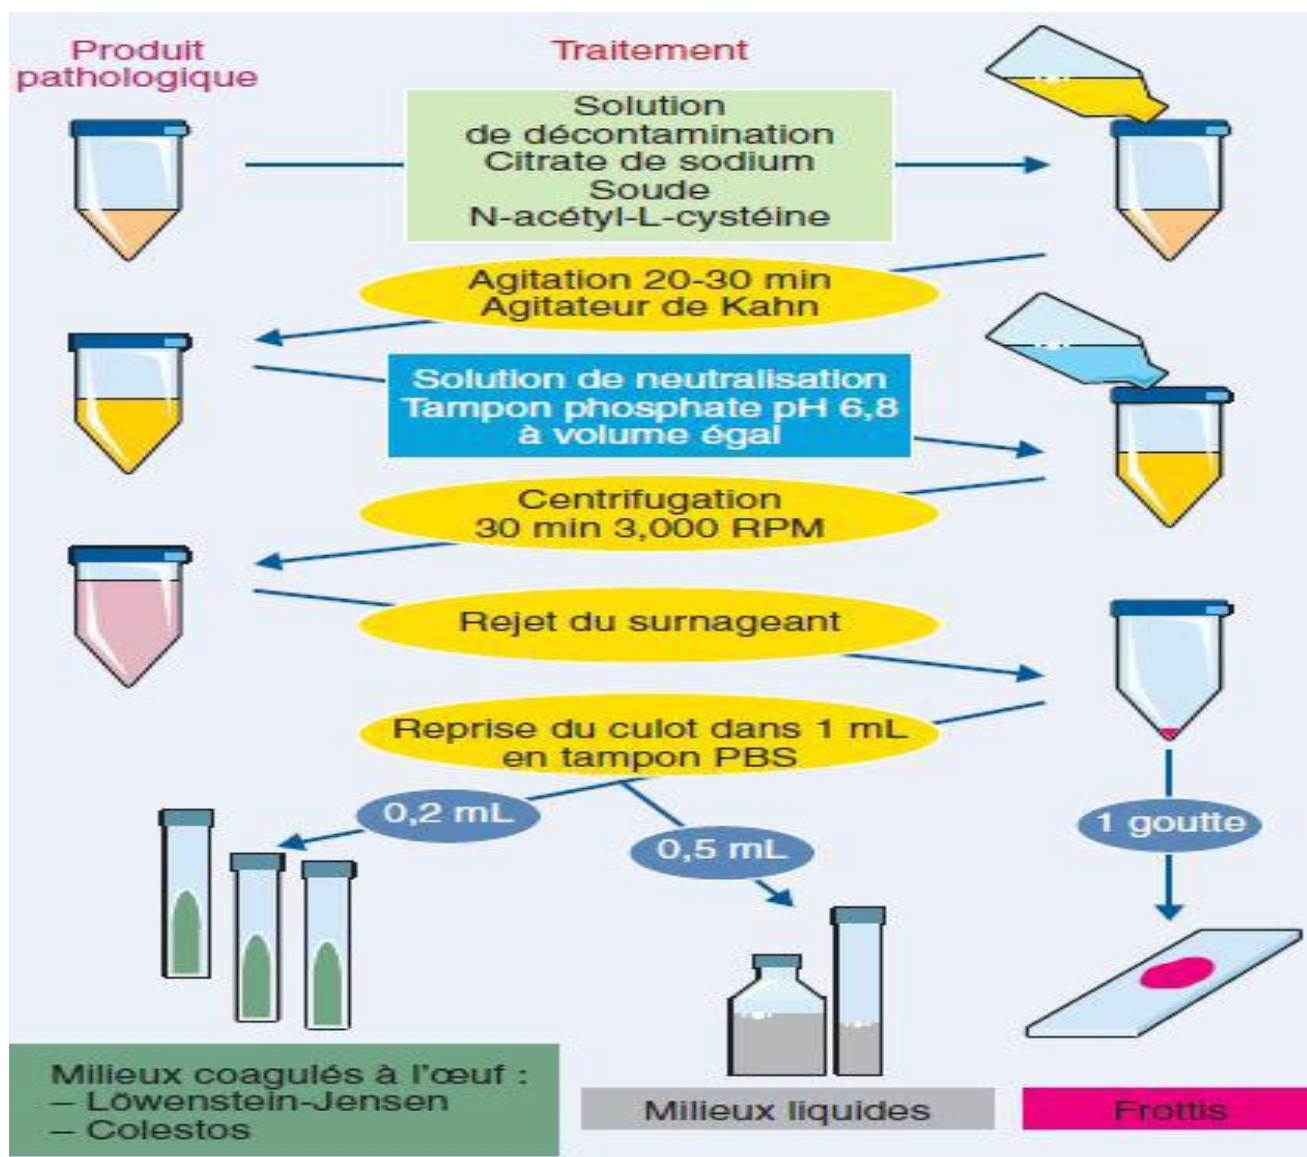 Produit
pathologique
Traitement
Solution
de décontamination
Citrate de sodium
Soude
N-acétyl-L-cystéine
Agitation 20-30 min
Agitateur de Kahn
Solution de neutralisation
Tampon phosphate pH 6,8
à volume égal
Centrifugation
30 min 3,000 RPM
Rejet du surnageant
Reprise du culot dans 1 mL
en tampon PBS
0,2 mL
0,5 mL
1 goutte
Milieux coagulés à l'œuf :
– Löwenstein-Jensen
– Colestos
Milieux liquides
Frottis